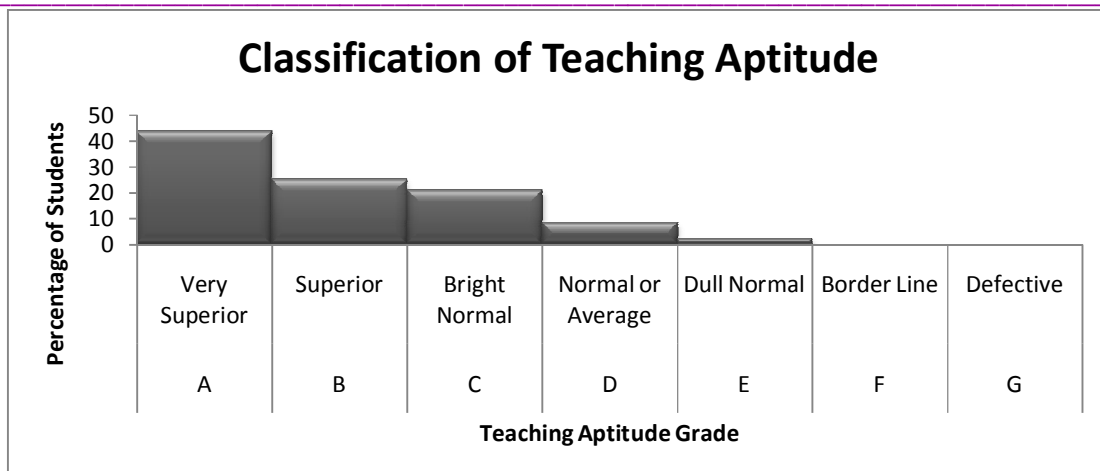 Classification of Teaching Aptitude
Percentage of Students
50
40
30
20
10
0
Very Superior
Superior
Bright Normal
Normal or Average
Dull Normal
Border Line
Defective
A B C D E F G
Teaching Aptitude Grade